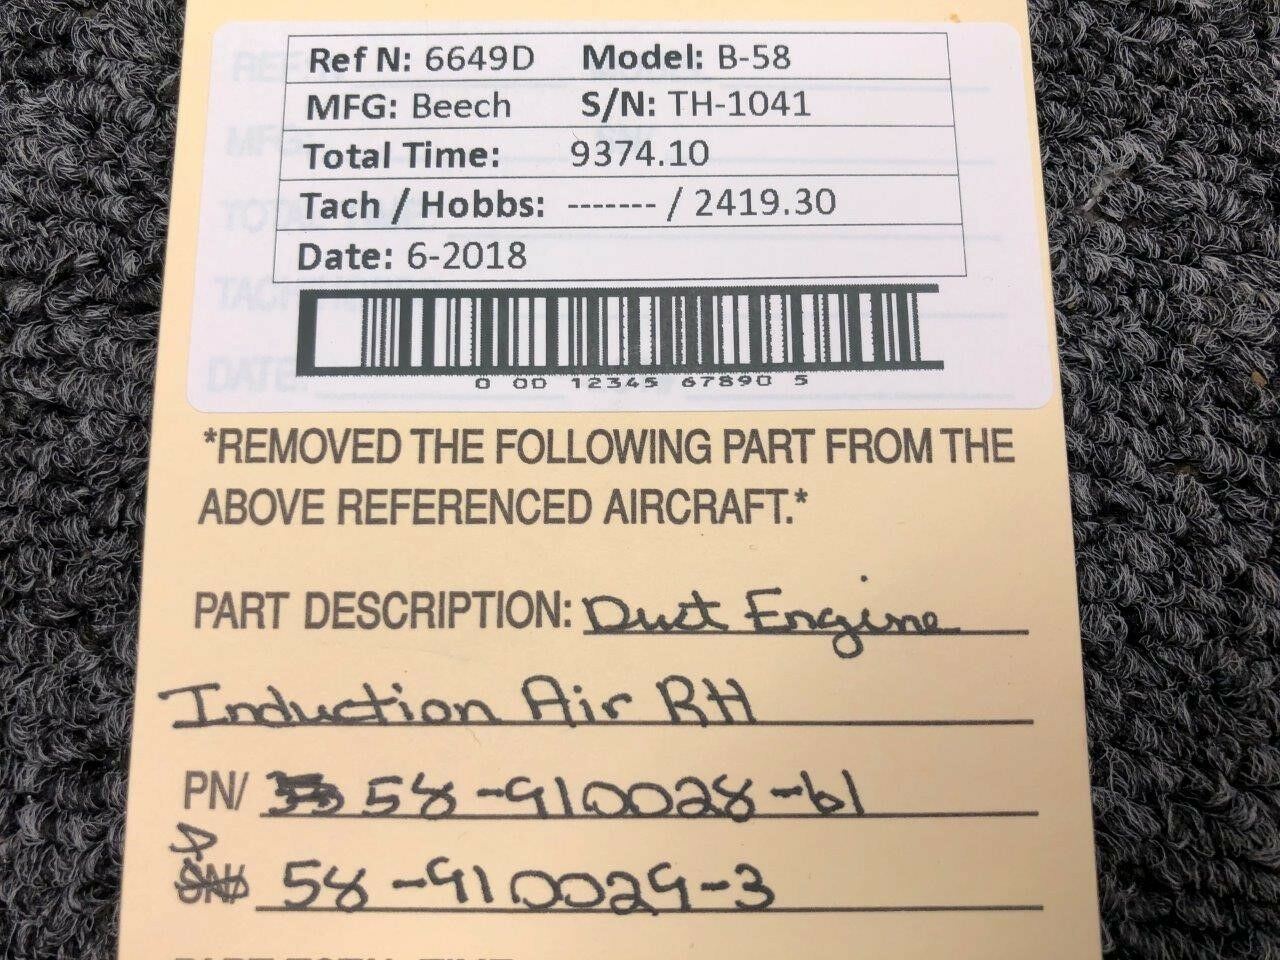 Ref N: 6649D Model: B-58
MFG: Beech S/N: TH-1041
Total Time: 9374.10
Tach / Hobbs: ------- / 2419.30
Date: 6-2018
0 00 12345 67890 5
*REMOVED THE FOLLOWING PART FROM THE
ABOVE REFERENCED AIRCRAFT.*
PART DESCRIPTION: Duct Engine
Induction Air RH
PN/ 58-910028-61
58-910029-3